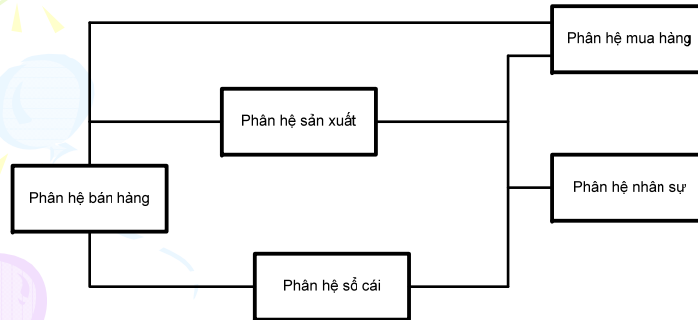 Phân hệ mua hàng
Phân hệ sản xuất
Phân hệ bán hàng
Phân hệ nhân sự
Phân hệ sổ cái